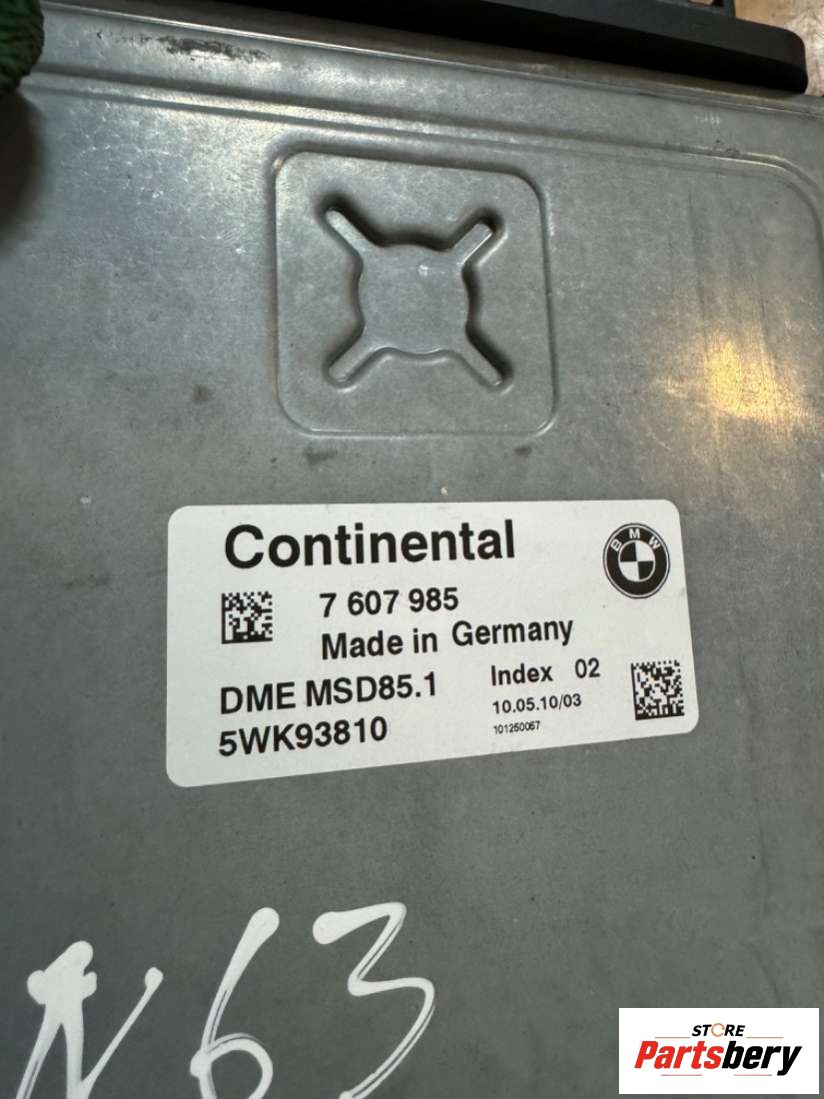 Continental
BMW
7 607 985
Made in Germany
DME MSD85.1
Index 02
5WK93810
10.05.10/03
101250057
N63
STORE
Partsbery